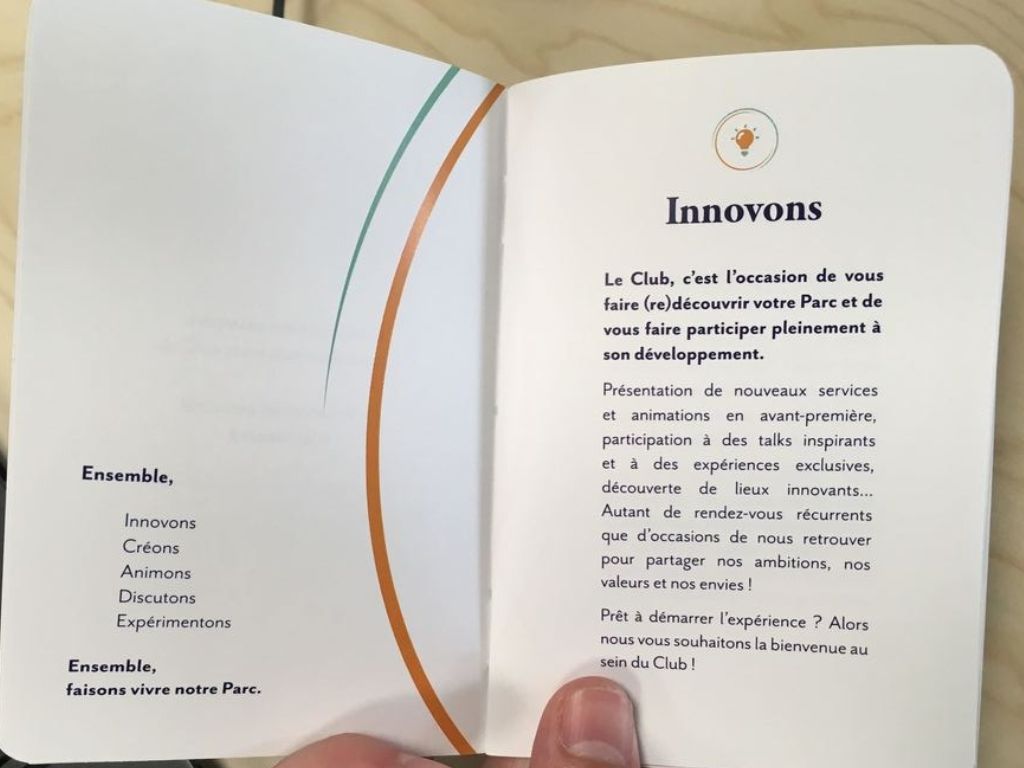 Ensemble,
Innovons
Créons
Animons
Discutons
Expérimentons
Ensemble,
faisons vivre notre Parc.
Innovons
Le Club, c'est l'occasion de vous
faire (re)découvrir votre Parc et de
vous faire participer pleinement à
son développement.
Présentation de nouveaux services
et animations en avant-première,
participation à des talks inspirants
et à des expériences exclusives,
découverte de lieux innovants...
Autant de rendez-vous récurrents
que d'occasions de nous retrouver
pour partager nos ambitions, nos
valeurs et nos envies !
Prêt à démarrer l'expérience ? Alors
nous vous souhaitons la bienvenue au
sein du Club !